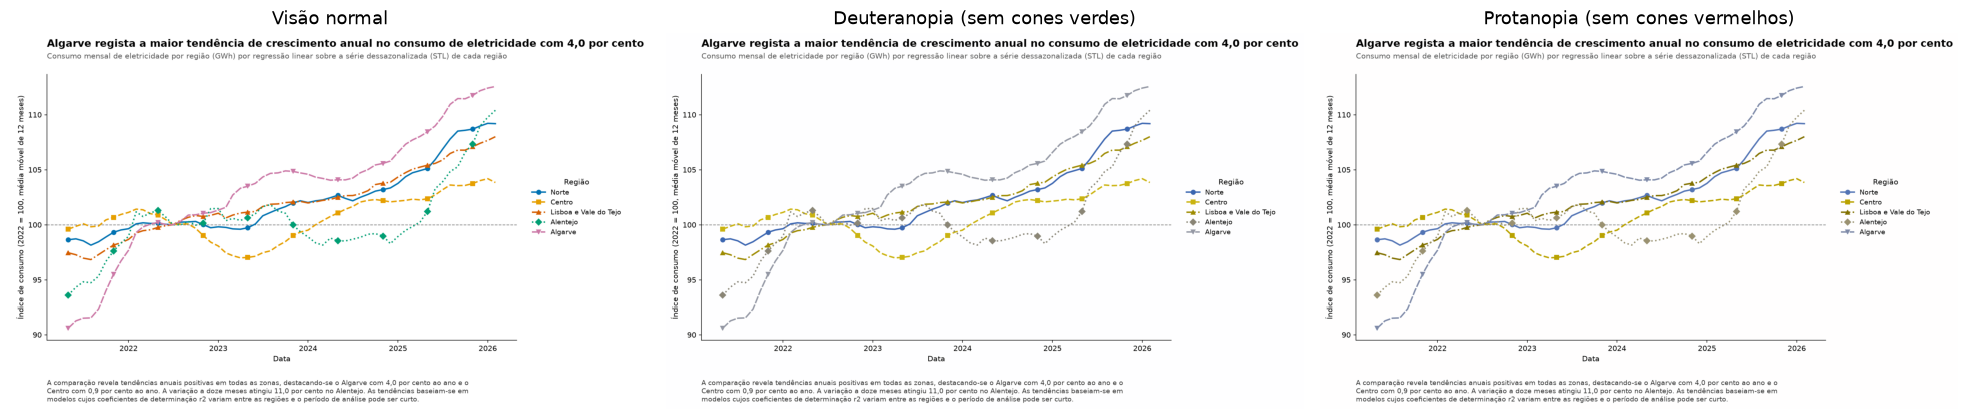 Visão normal
Algarve regista a maior tendência de crescimento anual no consumo de eletricidade com 4,0 por cento
Consumo mensal de eletricidade por região (GWh) por regressão linear sobre a série dessazonalizada (STL) de cada região
Índice de consumo (2022 = 100, média móvel de 12 meses)
110
105
100
95
90
2022
2023
2024
2025
2026
Data
Região
Norte
Centro
Lisboa e Vale do Tejo
Alentejo
Algarve
A comparação revela tendências anuais positivas em todas as zonas, destacando-se o Algarve com 4,0 por cento ao ano e o
Centro com 0,9 por cento ao ano. A variação a doze meses atingiu 11,0 por cento no Alentejo. As tendências baseiam-se em
modelos cujos coeficientes de determinação r2 variam entre as regiões e o período de análise pode ser curto.
Deuteranopia (sem cones verdes)
Algarve regista a maior tendência de crescimento anual no consumo de eletricidade com 4,0 por cento
Consumo mensal de eletricidade por região (GWh) por regressão linear sobre a série dessazonalizada (STL) de cada região
Índice de consumo (2022 = 100, média móvel de 12 meses)
110
105
100
95
90
2022
2023
2024
2025
2026
Data
Região
Norte
Centro
Lisboa e Vale do Tejo
Alentejo
Algarve
A comparação revela tendências anuais positivas em todas as zonas, destacando-se o Algarve com 4,0 por cento ao ano e o
Centro com 0,9 por cento ao ano. A variação a doze meses atingiu 11,0 por cento no Alentejo. As tendências baseiam-se em
modelos cujos coeficientes de determinação r2 variam entre as regiões e o período de análise pode ser curto.
Protanopia (sem cones vermelhos)
Algarve regista a maior tendência de crescimento anual no consumo de eletricidade com 4,0 por cento
Consumo mensal de eletricidade por região (GWh) por regressão linear sobre a série dessazonalizada (STL) de cada região
Índice de consumo (2022 = 100, média móvel de 12 meses)
110
105
100
95
90
2022
2023
2024
2025
2026
Data
Região
Norte
Centro
Lisboa e Vale do Tejo
Alentejo
Algarve
A comparação revela tendências anuais positivas em todas as zonas, destacando-se o Algarve com 4,0 por cento ao ano e o
Centro com 0,9 por cento ao ano. A variação a doze meses atingiu 11,0 por cento no Alentejo. As tendências baseiam-se em
modelos cujos coeficientes de determinação r2 variam entre as regiões e o período de análise pode ser curto.